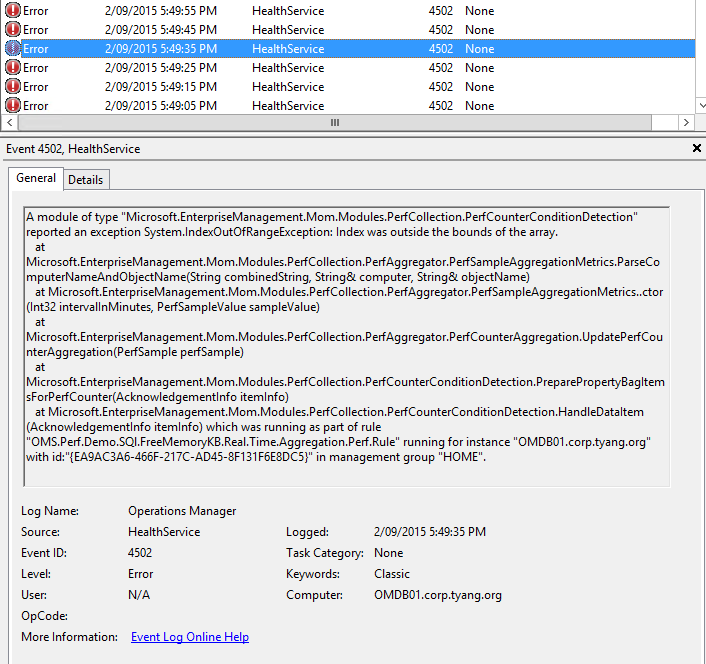 Error 2/09/2015 5:49:55 PM HealthService 4502 None
Error 2/09/2015 5:49:45 PM HealthService 4502 None
Error 2/09/2015 5:49:35 PM HealthService 4502 None
Error 2/09/2015 5:49:25 PM HealthService 4502 None
Error 2/09/2015 5:49:15 PM HealthService 4502 None
Error 2/09/2015 5:49:05 PM HealthService 4502 None
Event 4502, HealthService
General Details
A module of type "Microsoft.EnterpriseManagement.Mom.Modules.PerfCollection.PerfCounterConditionDetection"
reported an exception System.IndexOutOfRangeException: Index was outside the bounds of the array.
at
Microsoft.EnterpriseManagement.Mom.Modules.PerfCollection.PerfAggregator.PerfSampleAggregationMetrics.ParseCo
mputerNameAndObjectName(String combinedString, String& computer, String& objectName)
at Microsoft.EnterpriseManagement.Mom.Modules.PerfCollection.PerfAggregator.PerfSampleAggregationMetrics..ctor
(Int32 intervalInMinutes, PerfSampleValue sampleValue)
at
Microsoft.EnterpriseManagement.Mom.Modules.PerfCollection.PerfAggregator.PerfCounterAggregation.UpdatePerfCou
nterAggregation(PerfSample perfSample)
at
Microsoft.EnterpriseManagement.Mom.Modules.PerfCollection.PerfCounterConditionDetection.PreparePropertyBagItem
sForPerfCounter(AcknowledgementInfo itemInfo)
at Microsoft.EnterpriseManagement.Mom.Modules.PerfCollection.PerfCounterConditionDetection.HandleDataItem
(AcknowledgementInfo itemInfo) which was running as part of rule
"OMS.Perf.Demo.SQl.FreeMemoryKB.Real.Time.Aggregation.Perf.Rule" running for instance "OMDB01.corp.tyang.org"
with id:"{EA9AC3A6-466F-217C-AD45-8F131F6E8DC5}" in management group "HOME".
Log Name: Operations Manager
Source: HealthService Logged: 2/09/2015 5:49:35 PM
Event ID: 4502 Task Category: None
Level: Error Keywords: Classic
User: N/A Computer: OMDB01.corp.tyang.org
OpCode:
More Information: Event Log Online Help